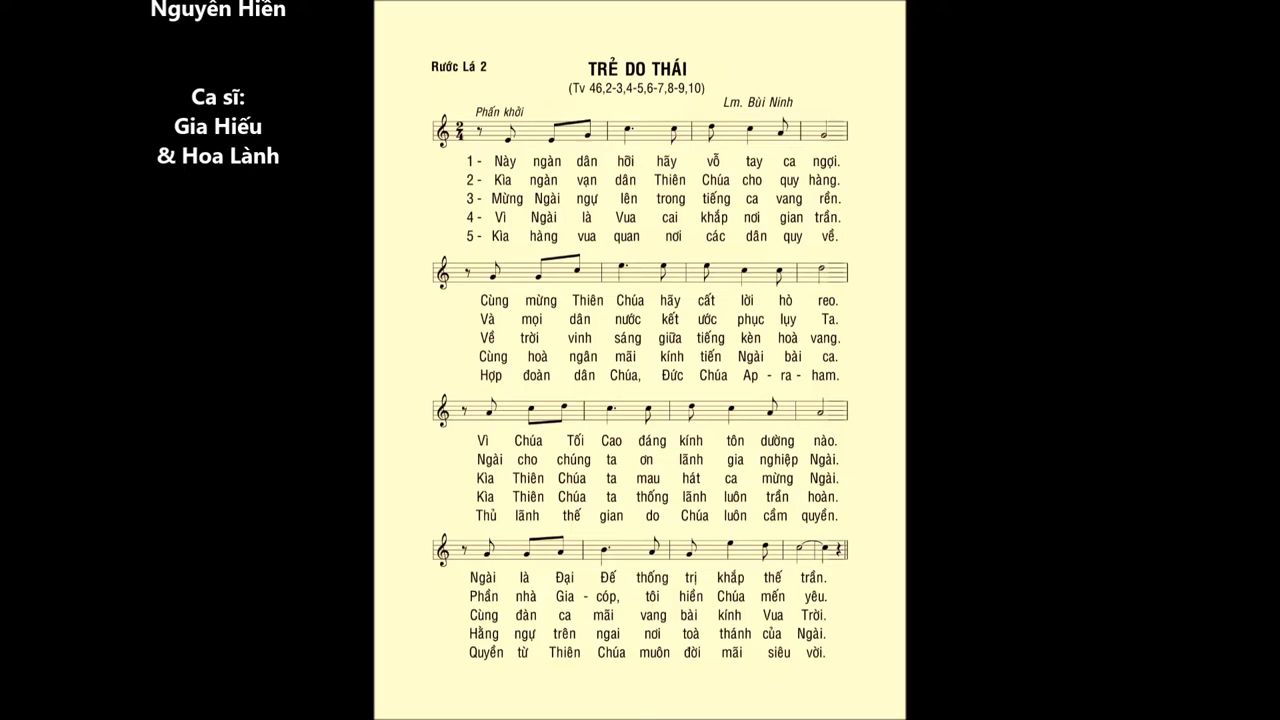 Nguyễn Hiền
Ca sĩ:
Gia Hiếu
& Hoa Lành
Rước Lá 2
TRẺ DO THÁI
(Tv 46,2-3,4-5,6-7,8-9,10)
Lm. Bùi Ninh
Phấn khởi
1 - Này ngàn dân hỡi hãy vỗ tay ca ngợi.
2 - Kìa ngàn vạn dân Thiên Chúa cho quy hàng.
3 - Mừng Ngài ngự lên trong tiếng ca vang rền.
4 - Vì Ngài là Vua cai khắp nơi gian trần.
5 - Kìa hàng vua quan nơi các dân quy về.
Cùng mừng Thiên Chúa hãy cất lời hò reo.
Và mọi dân nước kết ước phục lụy Ta.
Về trời vinh sáng giữa tiếng kèn hoà vang.
Cùng hoà ngân mãi kính tiến Ngài bài ca.
Hợp đoàn dân Chúa, Đức Chúa Ap - ra - ham.
Vì Chúa Tối Cao đáng kính tôn dường nào.
Ngài cho chúng ta ơn lãnh gia nghiệp Ngài.
Kìa Thiên Chúa ta mau hát ca mừng Ngài.
Kìa Thiên Chúa ta thống lãnh luôn trần hoàn.
Thủ lãnh thế gian do Chúa luôn cầm quyền.
Ngài là Đại Đế thống trị khắp thế trần.
Phần nhà Gia - cóp, tôi hiền Chúa mến yêu.
Cùng đàn ca mãi vang bài kính Vua Trời.
Hằng ngự trên ngai nơi toà thánh của Ngài.
Quyền từ Thiên Chúa muôn đời mãi siêu vời.